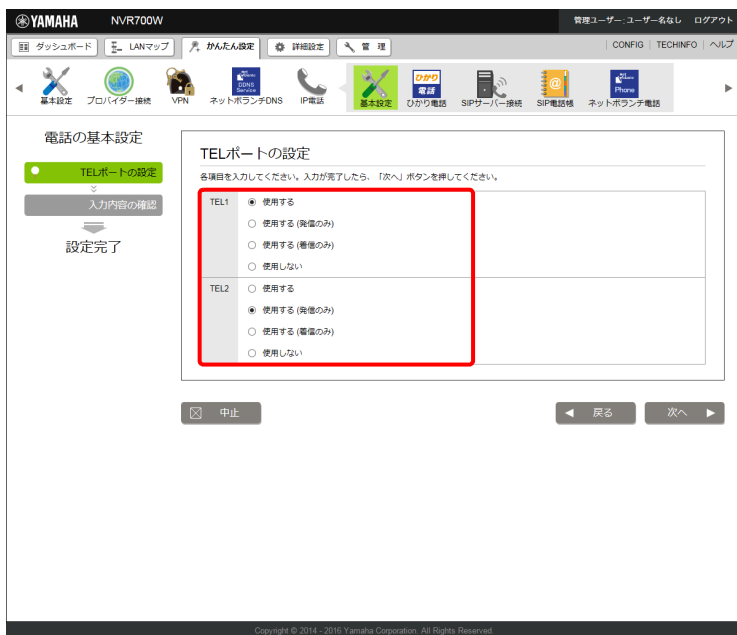 YAMAHA NVR700W 管理ユーザー:ユーザー名なし ログアウト
ダッシュボード LANマップ かんたん設定 詳細設定 管 理 CONFIG TECHINFO ヘルプ
基本設定 プロバイダー接続 VPN ネットボランチDNS IP電話 基本設定 ひかり電話 SIPサーバー接続 SIP電話帳 ネットボランチ電話
DDNS
Service
ひかり
電話
Phone
電話の基本設定
TELポートの設定
入力内容の確認
設定完了
TELポートの設定
各項目を入力してください。入力が完了したら、「次へ」ボタンを押してください。
TEL1 使用する
使用する (発信のみ)
使用する (着信のみ)
使用しない
TEL2 使用する
使用する (発信のみ)
使用する (着信のみ)
使用しない
中止 戻る 次へ
Copyright © 2014 - 2016 Yamaha Corporation. All Rights Reserved.